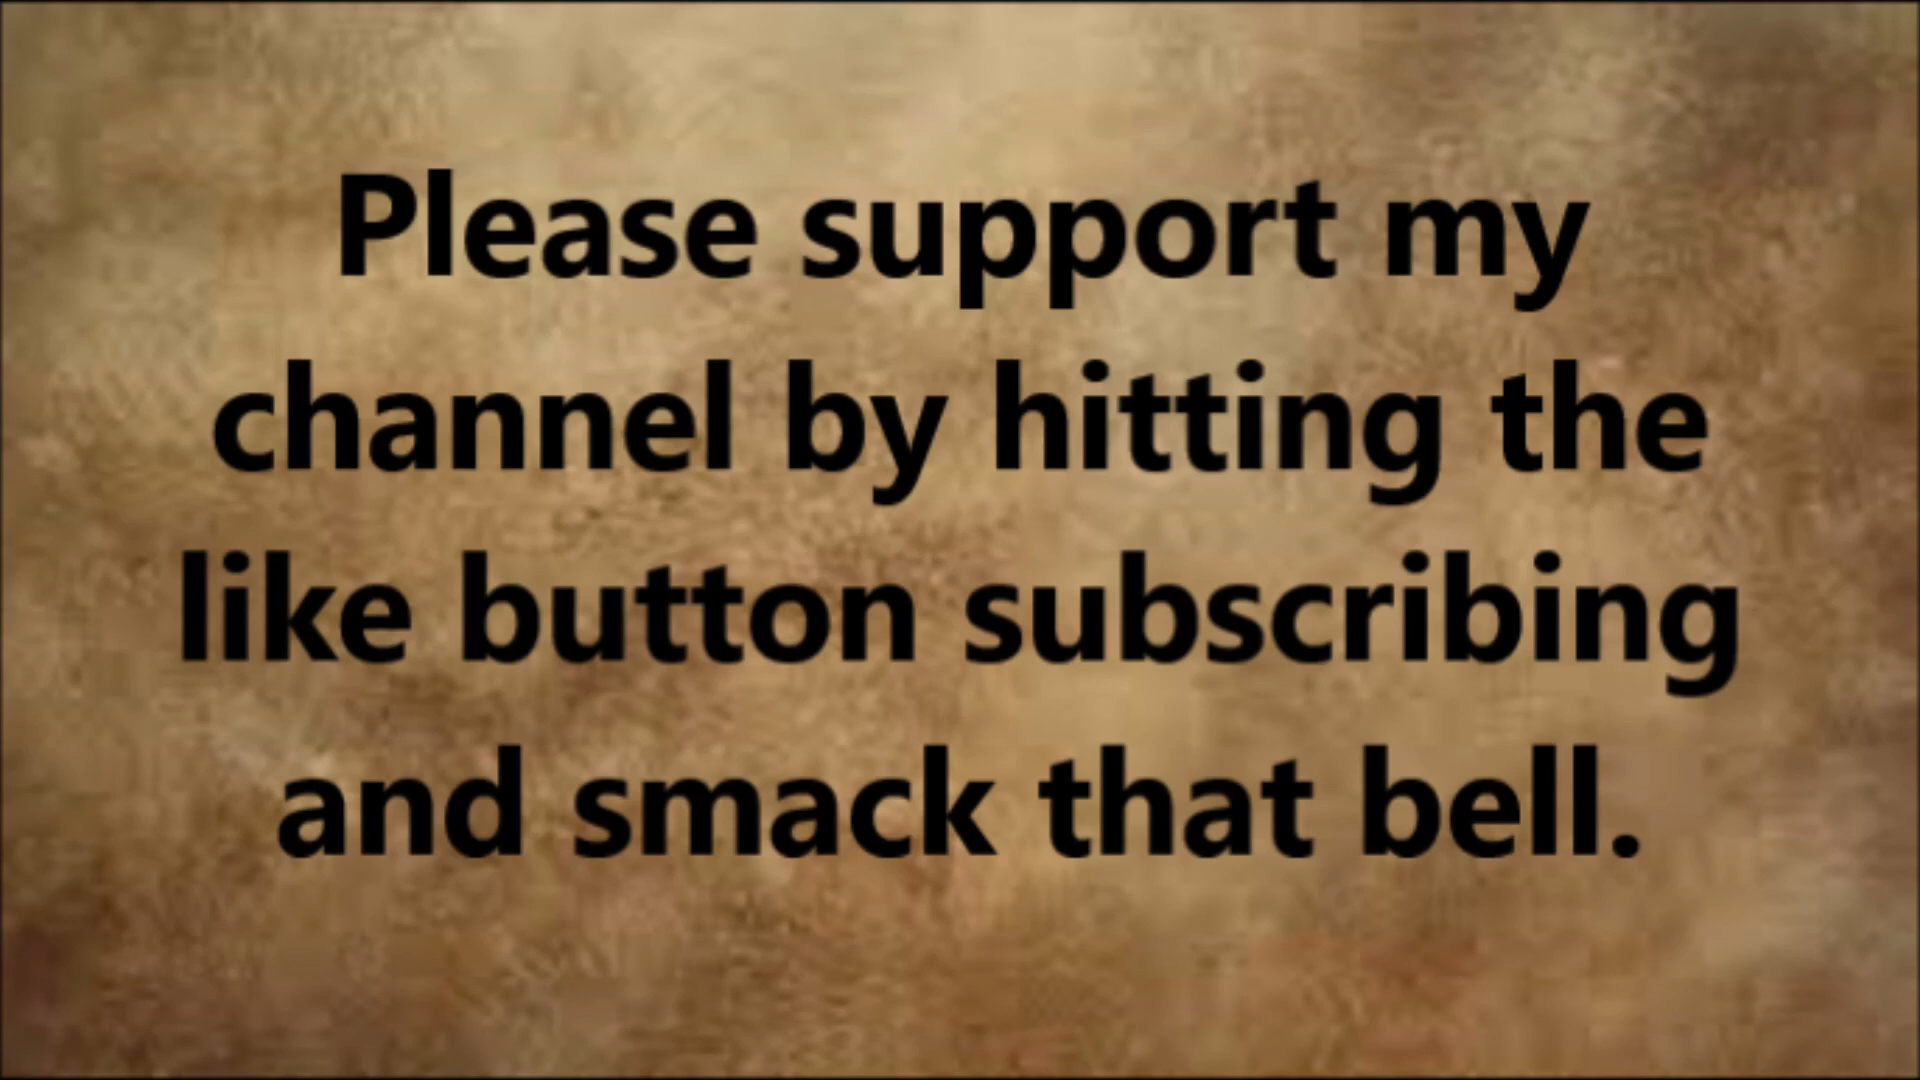 Please support my
channel by hitting the
like button subscribing
and smack that bell.